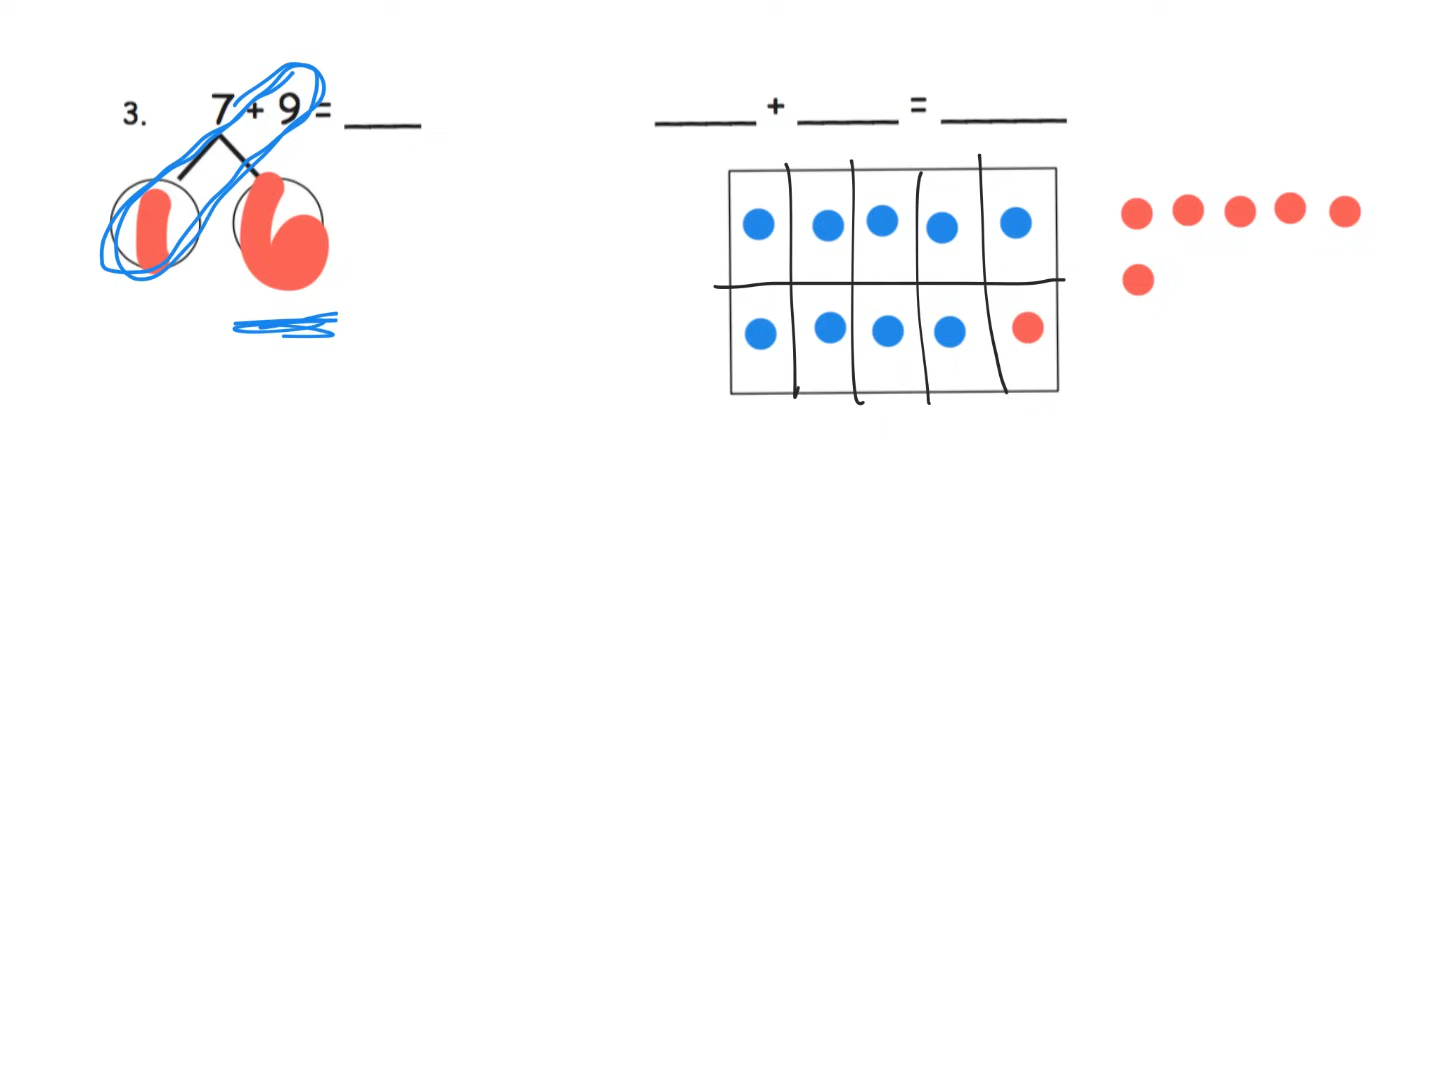 3. 7 + 9 = ____
____ + ____ = ____
1 6